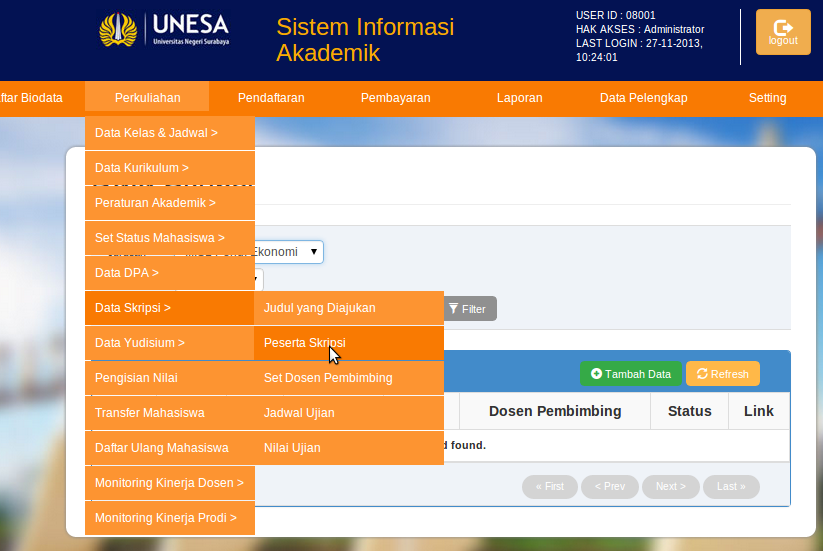 UNESA
Universitas Negeri Surabaya
Sistem Informasi
Akademik
USER ID : 08001
HAK AKSES : Administrator
LAST LOGIN : 27-11-2013,
10:24:01
logout
ftar Biodata
Perkuliahan
Pendaftaran
Pembayaran
Laporan
Data Pelengkap
Setting
Data Kelas & Jadwal >
Data Kurikulum >
Peraturan Akademik >
Set Status Mahasiswa >
Ekonomi
Data DPA >
Data Skripsi >
Judul yang Diajukan
Filter
Data Yudisium >
Peserta Skripsi
Pengisian Nilai
Set Dosen Pembimbing
Tambah Data
Refresh
Transfer Mahasiswa
Jadwal Ujian
Dosen Pembimbing
Status
Link
Daftar Ulang Mahasiswa
Nilai Ujian
d found.
Monitoring Kinerja Dosen >
« First
< Prev
Next >
Last »
Monitoring Kinerja Prodi >